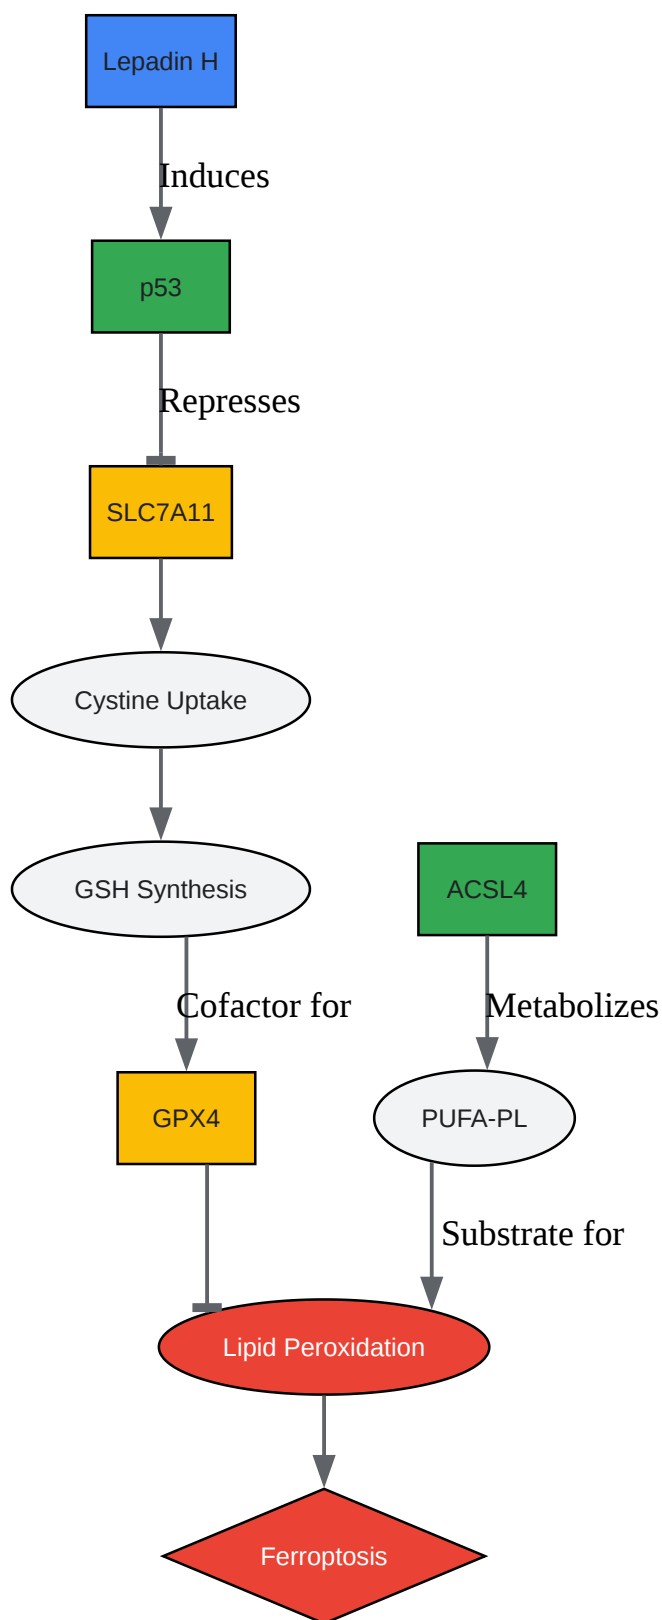 Lepadin H
Induces
p53
Represses
SLC7A11
Cystine Uptake
GSH Synthesis
ACSL4
Cofactor for
Metabolizes
GPX4
PUFA-PL
Substrate for
Lipid Peroxidation
Ferroptosis